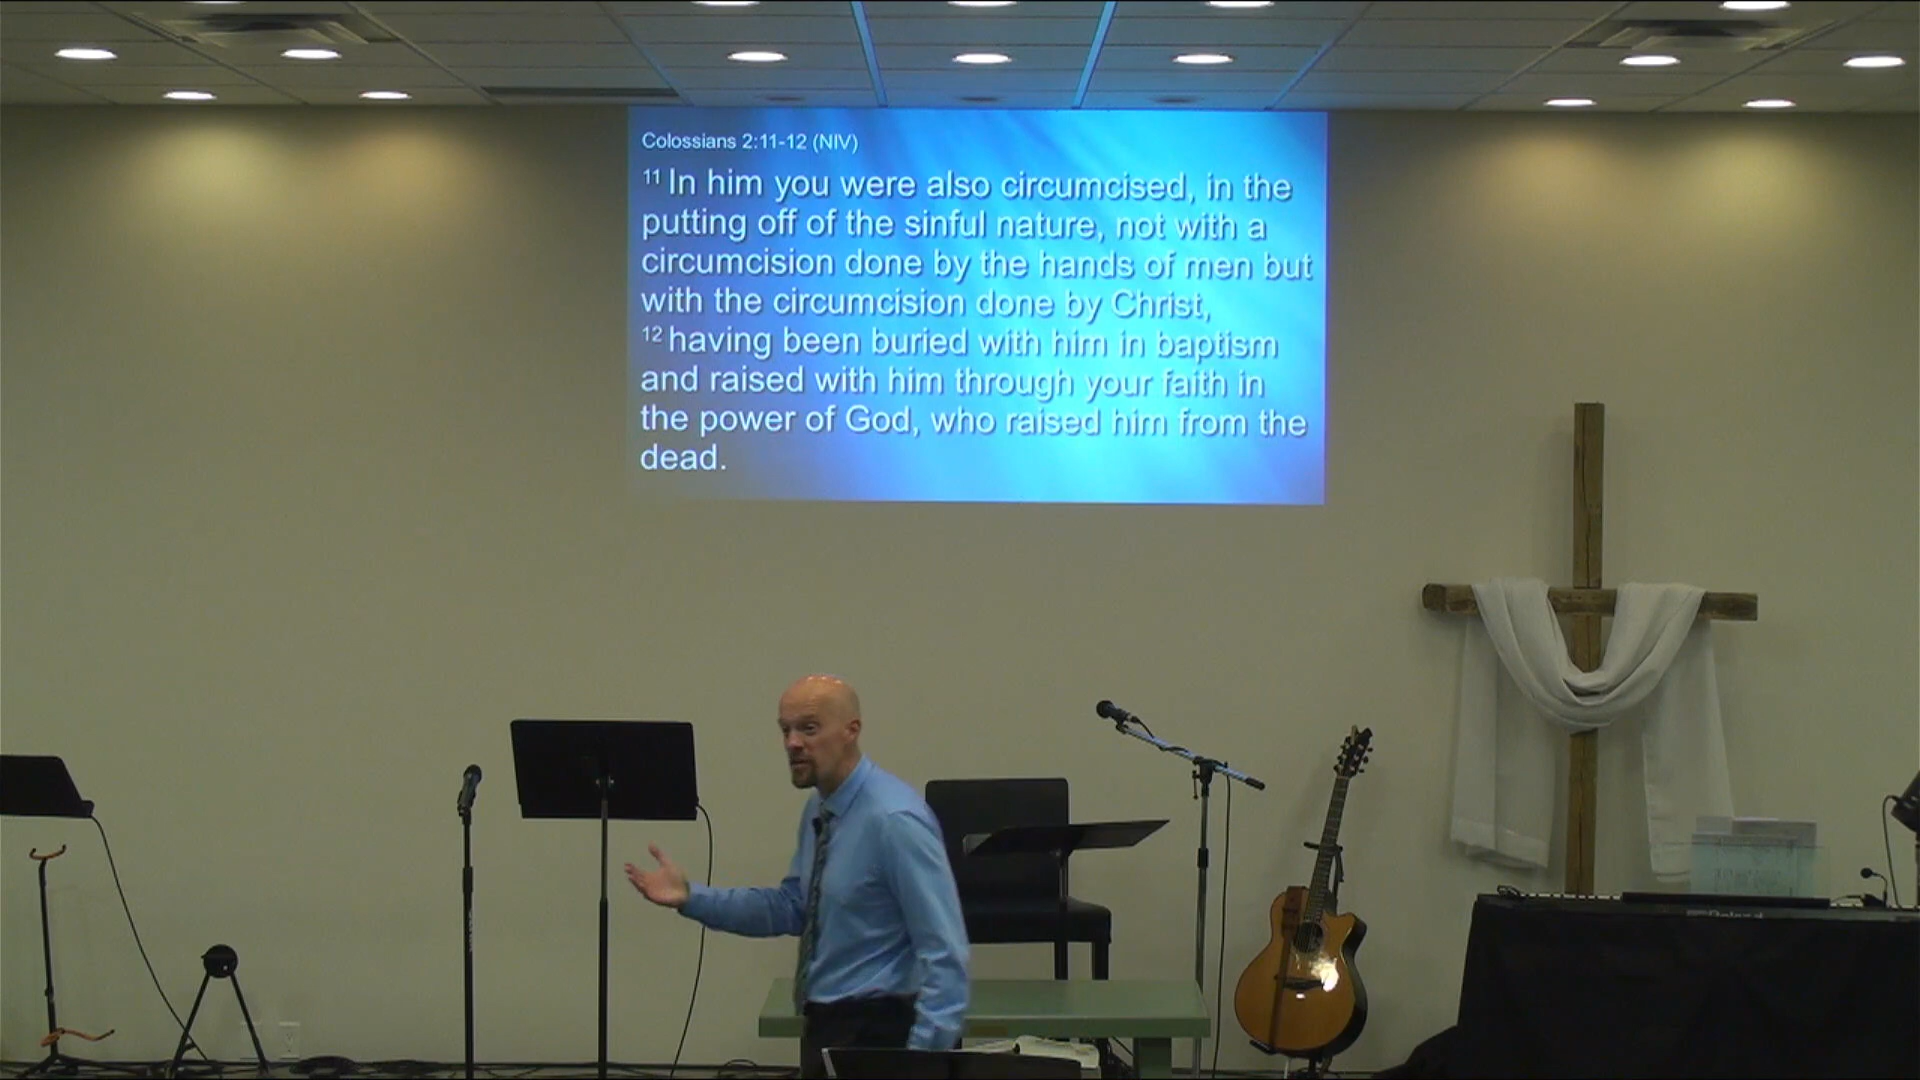 Colossians 2:11-12 (NIV)
11 In him you were also circumcised, in the
putting off of the sinful nature, not with a
circumcision done by the hands of men but
with the circumcision done by Christ,
12 having been buried with him in baptism
and raised with him through your faith in
the power of God, who raised him from the
dead.
Roland